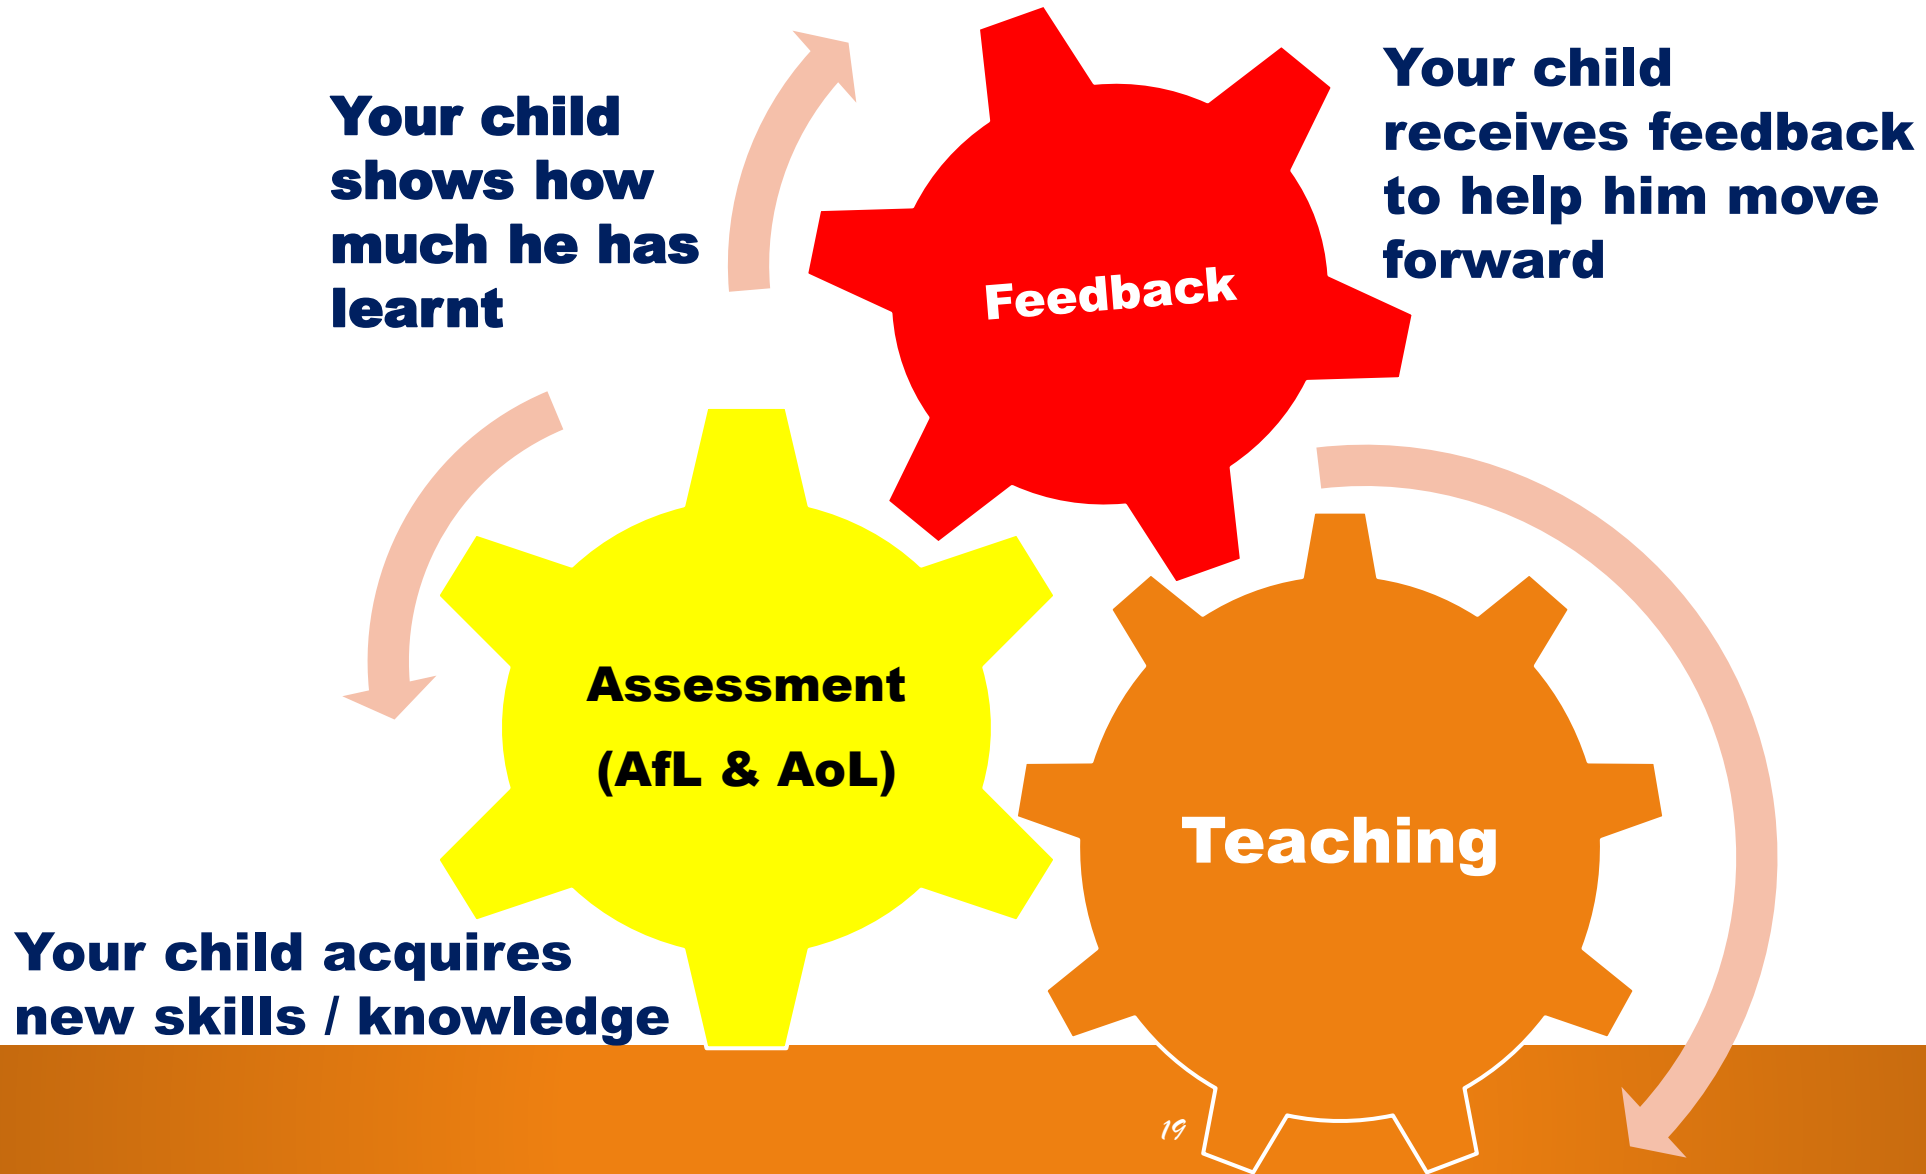 Your child
shows how
much he has
learnt
Your child
receives feedback
to help him move
forward
Feedback
Assessment
(AfL & AoL)
Teaching
Your child acquires
new skills / knowledge
19